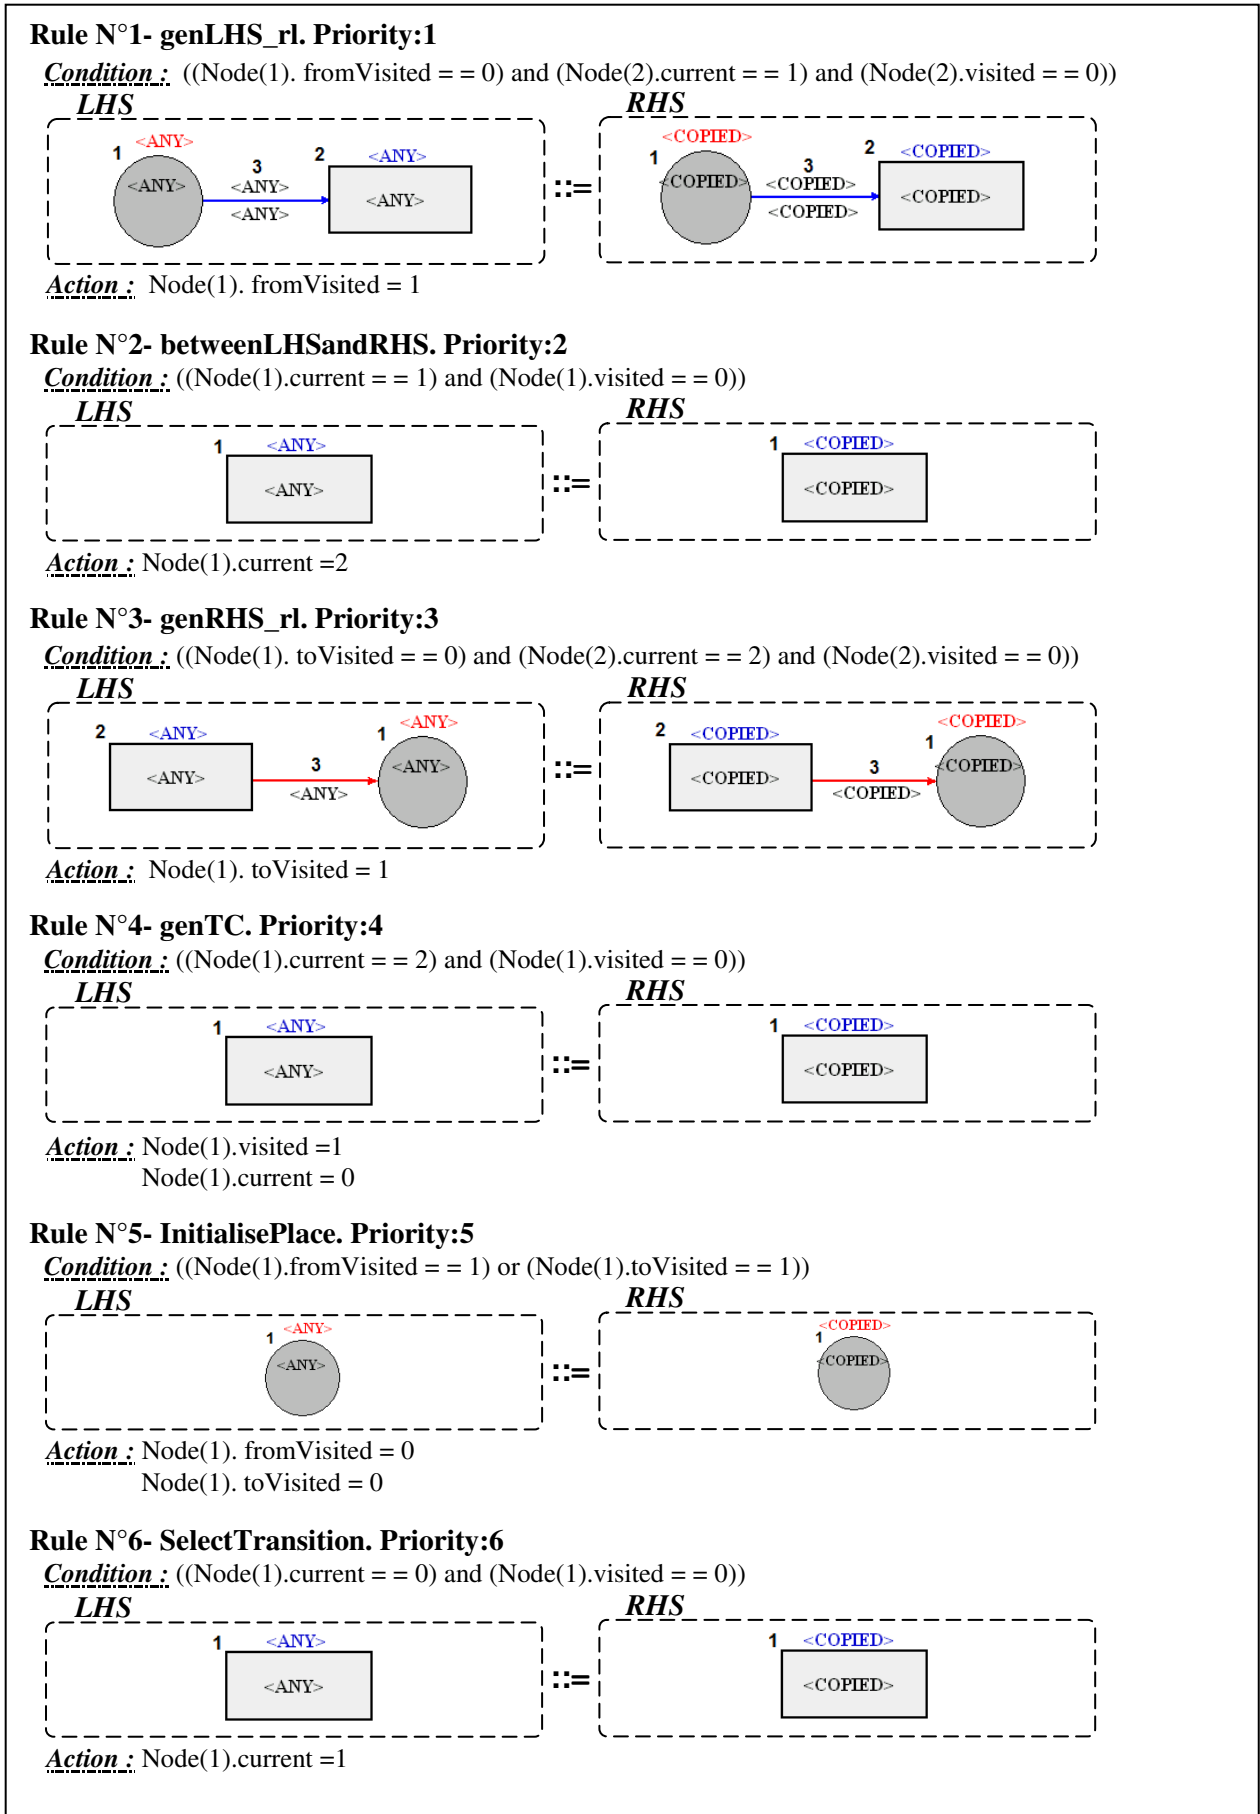 Rule N°1- genLHS_rl. Priority:1
Condition : ((Node(1). fromVisited = = 0) and (Node(2).current = = 1) and (Node(2).visited = = 0))
LHS RHS
<ANY> <COPIED>
1 3 2 <ANY> 1 3 2 <COPIED>
<ANY> <ANY> <ANY> ::= <COPIED> <COPIED> <COPIED>
<ANY> <COPIED>
Action : Node(1). fromVisited = 1
Rule N°2- betweenLHSandRHS. Priority:2
Condition : ((Node(1).current = = 1) and (Node(1).visited = = 0))
LHS RHS
1 <ANY> 1 <COPIED>
<ANY> ::= <COPIED>
Action : Node(1).current =2
Rule N°3- genRHS_rl. Priority:3
Condition : ((Node(1). toVisited = = 0) and (Node(2).current = = 2) and (Node(2).visited = = 0))
LHS RHS
<ANY> <COPIED>
2 <ANY> 1 2 <COPIED> 1
<ANY> 3 <ANY> ::= <COPIED> 3 <COPIED>
<ANY> <COPIED>
Action : Node(1). toVisited = 1
Rule N°4- genTC. Priority:4
Condition : ((Node(1).current = = 2) and (Node(1).visited = = 0))
LHS RHS
1 <ANY> 1 <COPIED>
<ANY> ::= <COPIED>
Action : Node(1).visited =1
Node(1).current = 0
Rule N°5- InitialisePlace. Priority:5
Condition : ((Node(1).fromVisited = = 1) or (Node(1).toVisited = = 1))
LHS RHS
1 <ANY> 1 <COPIED>
<ANY> ::= <COPIED>
Action : Node(1). fromVisited = 0
Node(1). toVisited = 0
Rule N°6- SelectTransition. Priority:6
Condition : ((Node(1).current = = 0) and (Node(1).visited = = 0))
LHS RHS
1 <ANY> 1 <COPIED>
<ANY> ::= <COPIED>
Action : Node(1).current =1